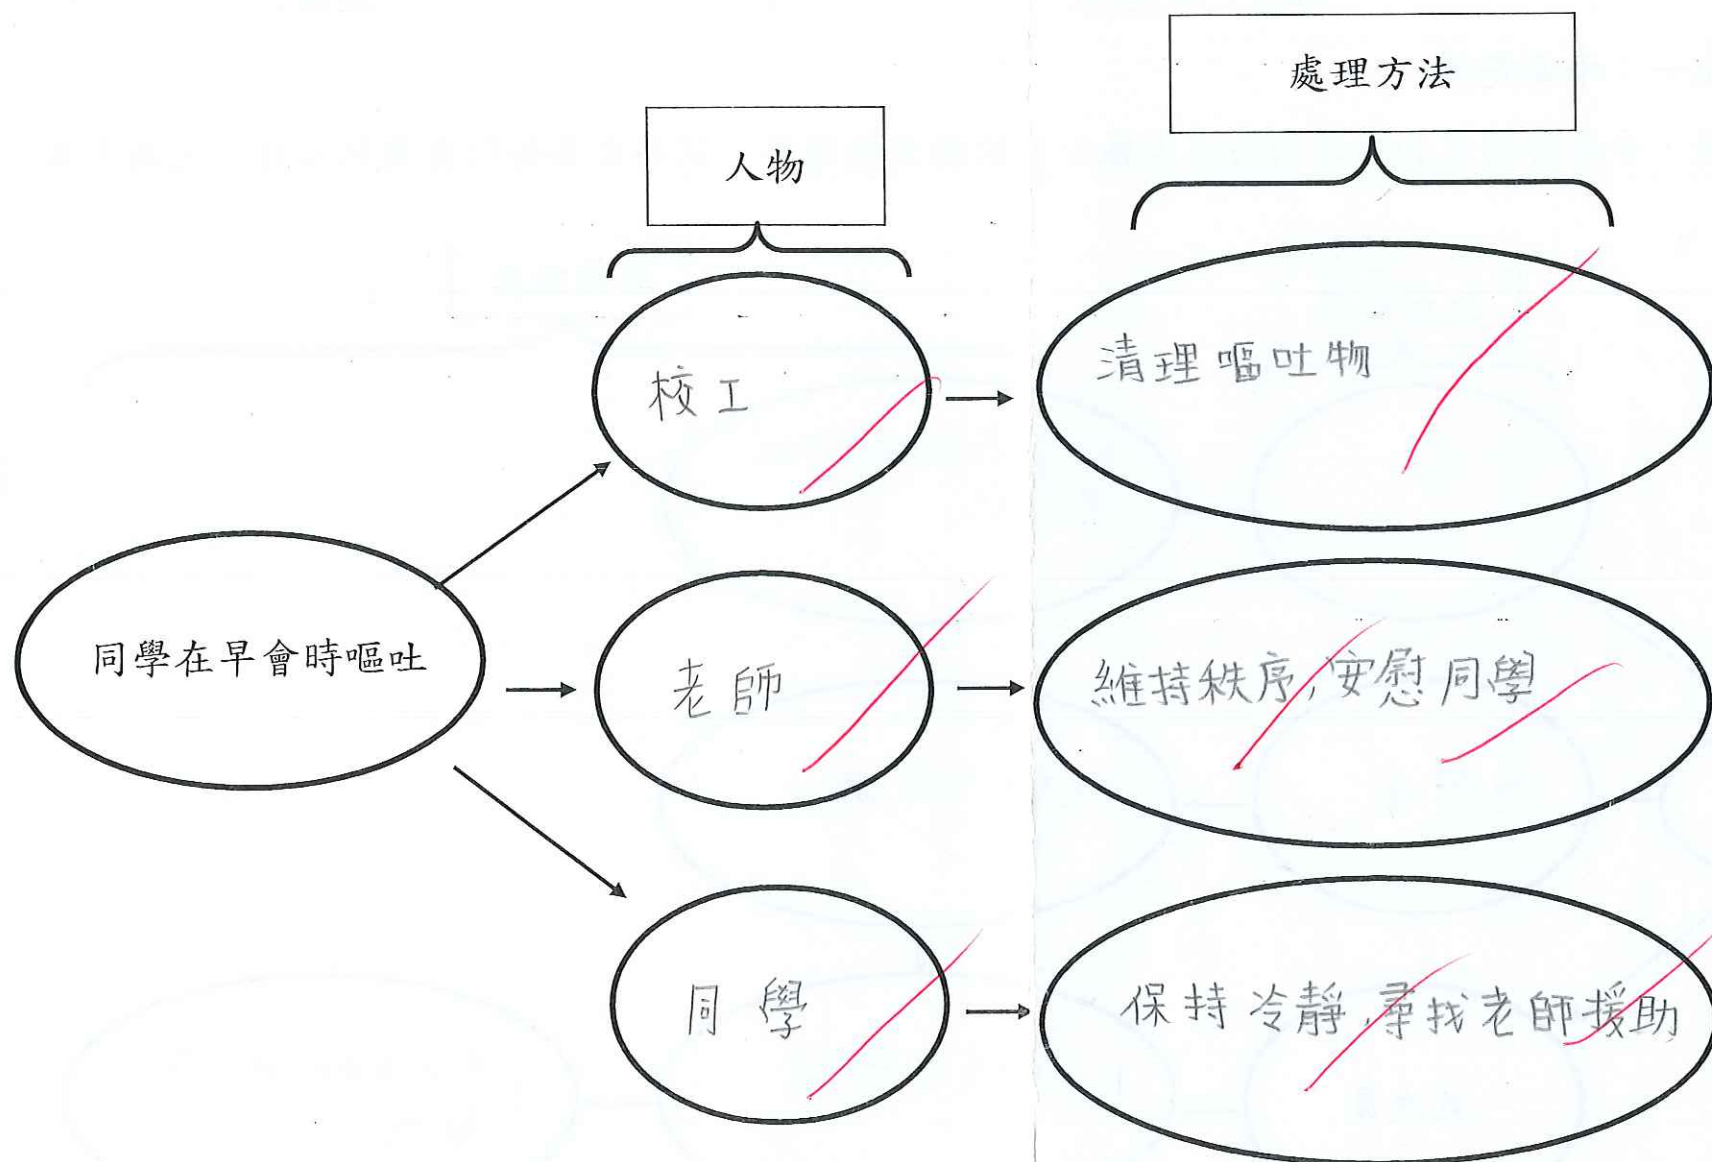 處理方法
人物
校工
清理嘔吐物
同學在早會時嘔吐
老師
維持秩序,安慰同學
同學
保持冷靜,尋找老師援助